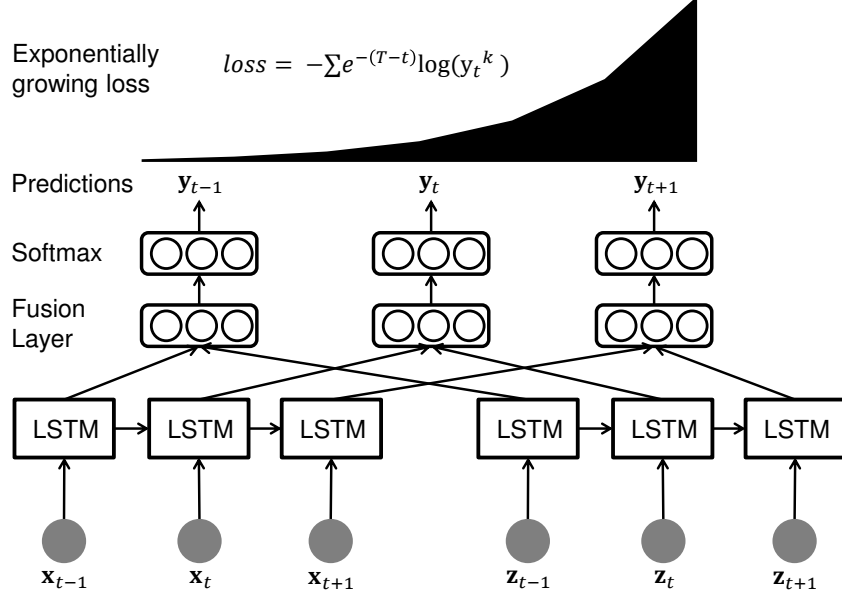 Exponentially
growing loss
loss = −∑e^{−(T−t)}log(y_t^k)
Predictions
y_{t−1}
y_t
y_{t+1}
Softmax
Fusion
Layer
LSTM LSTM LSTM LSTM LSTM LSTM
x_{t−1} x_t x_{t+1} z_{t−1} z_t z_{t+1}